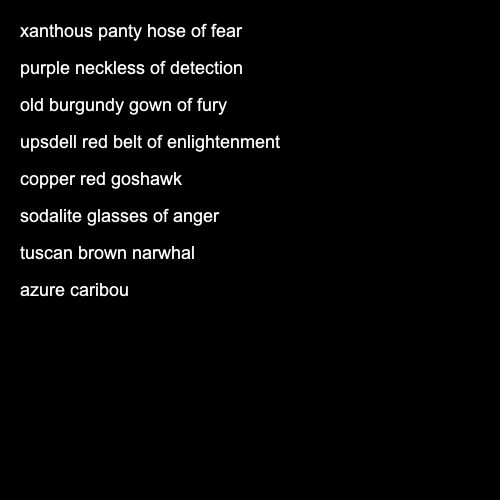 xanthous panty hose of fear
purple neckless of detection
old burgundy gown of fury
upsdell red belt of enlightenment
copper red goshawk
sodalite glasses of anger
tuscan brown narwhal
azure caribou